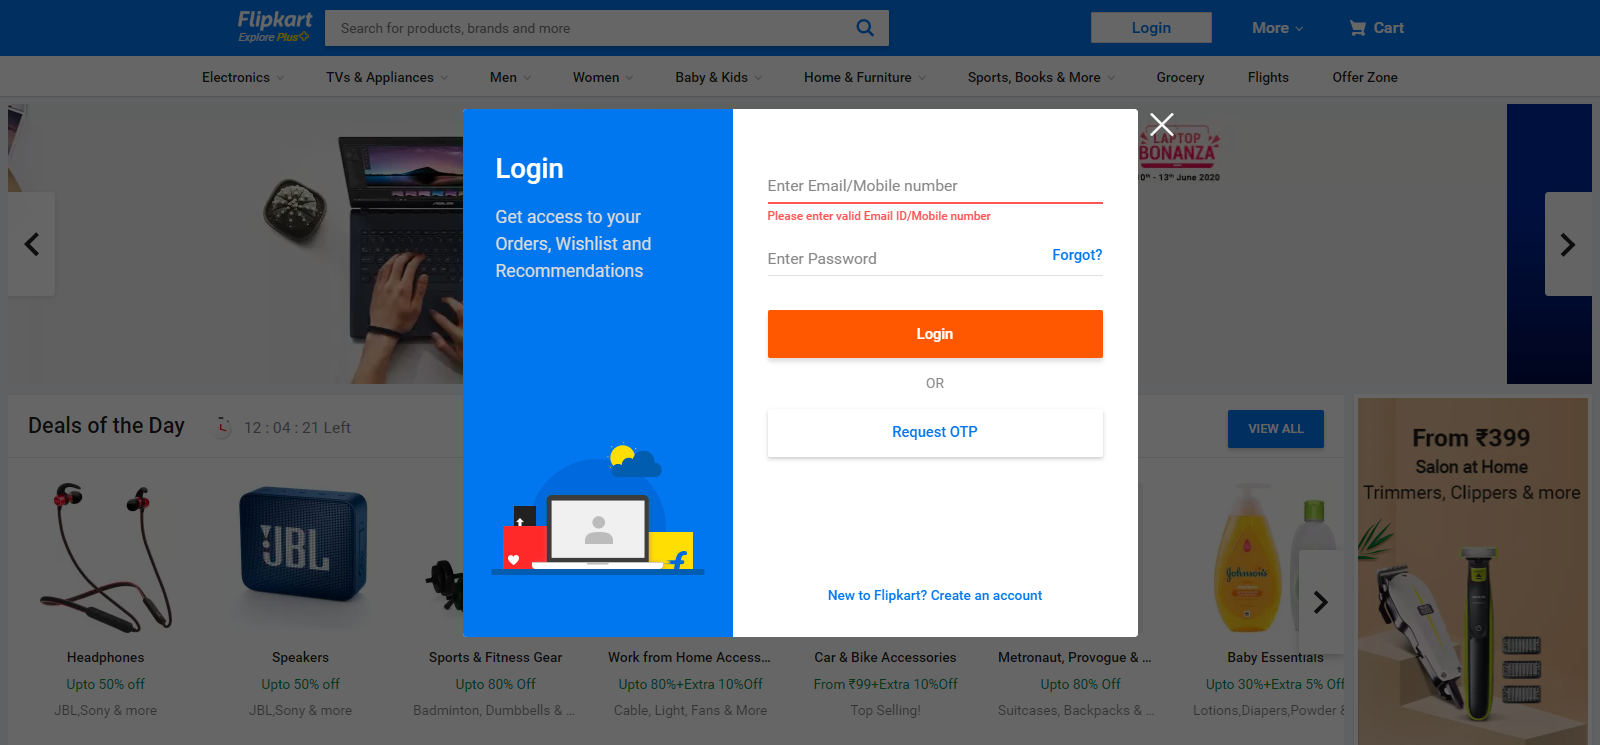 Flipkart
Explore Plus
Search for products, brands and more
Login
More
Cart
Electronics
TVs & Appliances
Men
Women
Baby & Kids
Home & Furniture
Sports, Books & More
Grocery
Flights
Offer Zone
LAPTOP
BONANZA
10th - 13th June 2020
Login
Get access to your
Orders, Wishlist and
Recommendations
Enter Email/Mobile number
Please enter valid Email ID/Mobile number
Enter Password
Forgot?
Login
OR
Request OTP
New to Flipkart? Create an account
Deals of the Day
12 : 04 : 21 Left
VIEW ALL
JBL
Johnson's
Headphones
Upto 50% off
JBL,Sony & more
Speakers
Upto 50% off
JBL,Sony & more
Sports & Fitness Gear
Upto 80% Off
Badminton, Dumbbells & ...
Work from Home Access...
Upto 80%+Extra 10%Off
Cable, Light, Fans & More
Car & Bike Accessories
From ₹99+Extra 10%Off
Top Selling!
Metronaut, Provogue & ...
Upto 80% Off
Suitcases, Backpacks & ...
Baby Essentials
Upto 30%+Extra 5% Off
Lotions,Diapers,Powder &
From ₹399
Salon at Home
Trimmers, Clippers & more